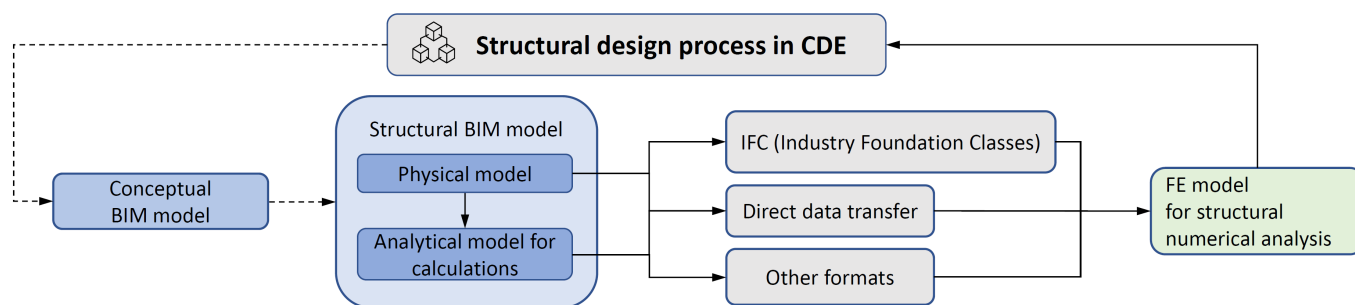 Structural design process in CDE
Structural BIM model
Physical model
Analytical model for
calculations
Conceptual
BIM model
IFC (Industry Foundation Classes)
Direct data transfer
Other formats
FE model
for structural
numerical analysis